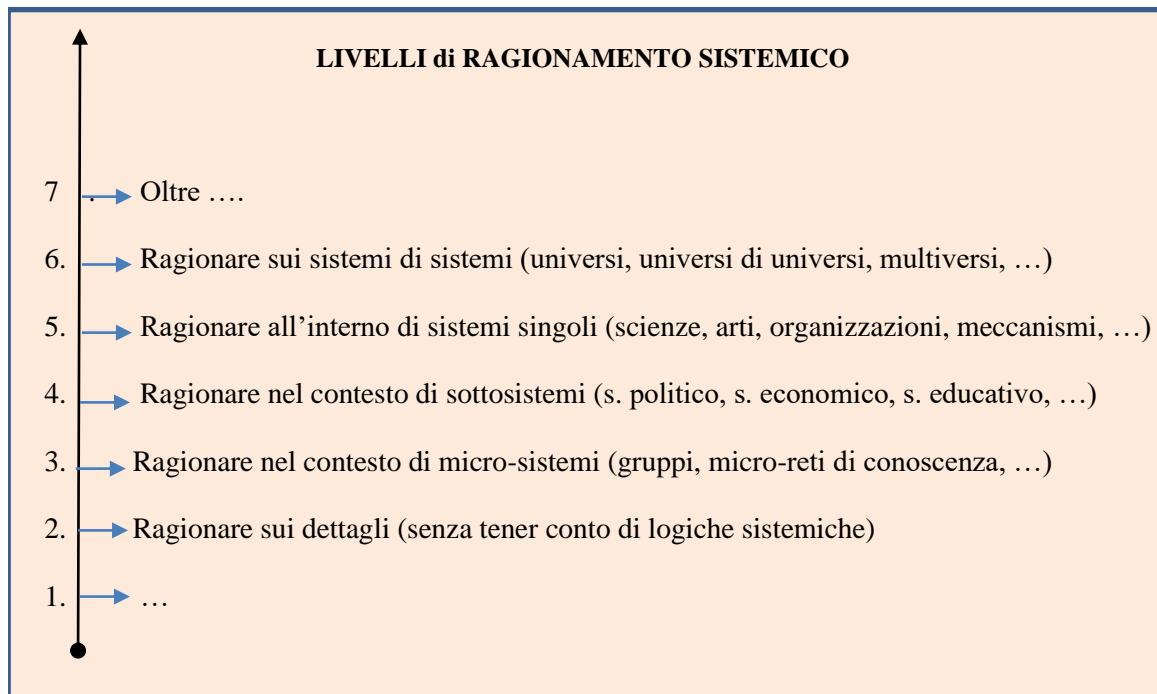 LIVELLI di RAGIONAMENTO SISTEMICO
7 . Oltre ….
6. Ragionare sui sistemi di sistemi (universi, universi di universi, multiversi, …)
5. Ragionare all’interno di sistemi singoli (scienze, arti, organizzazioni, meccanismi, …)
4. Ragionare nel contesto di sottosistemi (s. politico, s. economico, s. educativo, …)
3. Ragionare nel contesto di micro-sistemi (gruppi, micro-reti di conoscenza, …)
2. Ragionare sui dettagli (senza tener conto di logiche sistemiche)
1. …